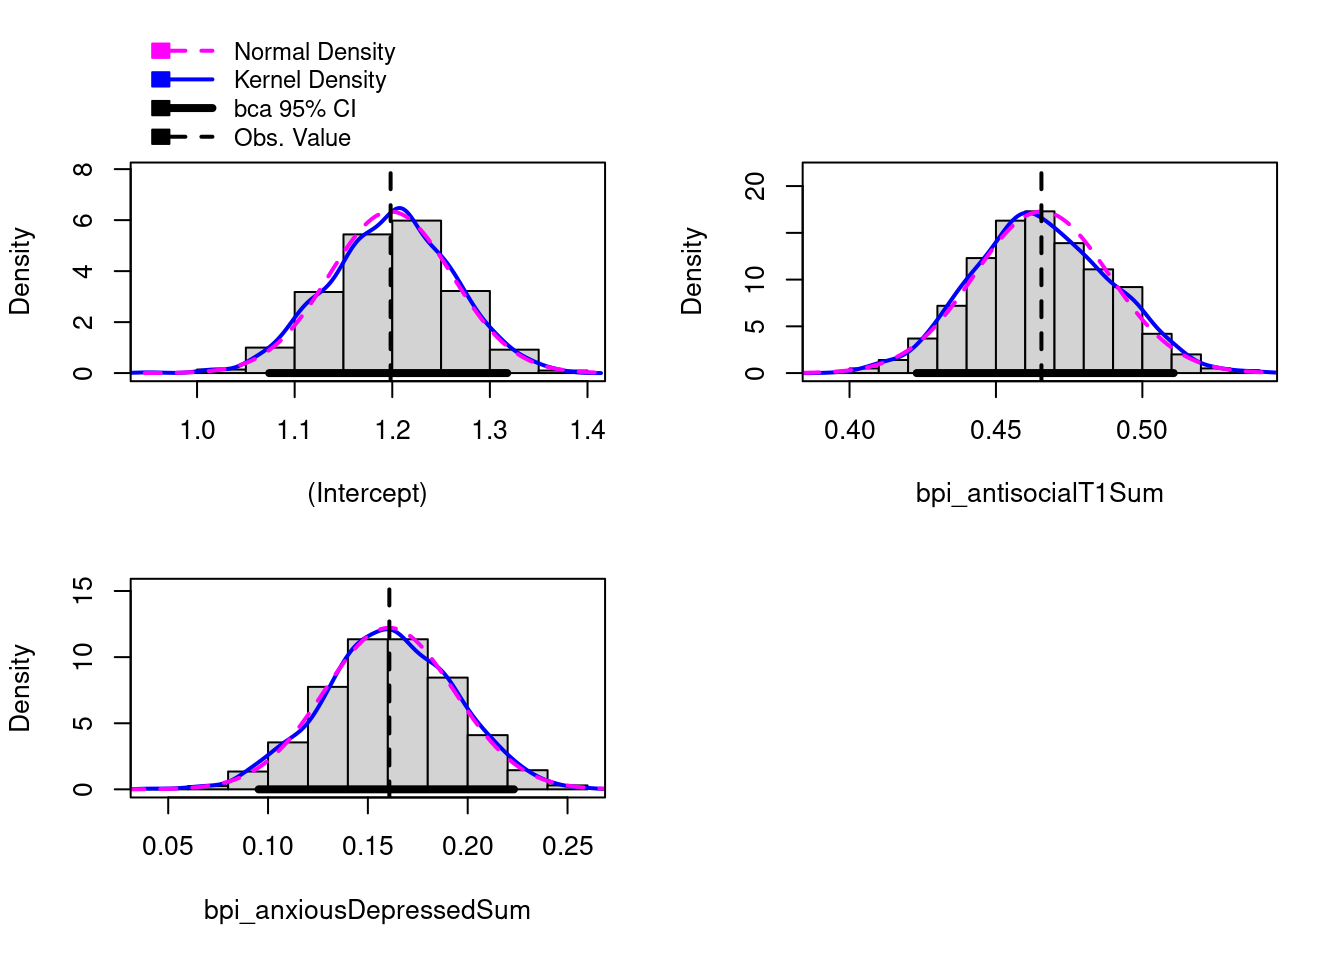 Normal Density
Kernel Density
bca 95% CI
Obs. Value
Density
0 2 4 6 8
1.0 1.1 1.2 1.3 1.4
(Intercept)
Density
0 5 10 20
0.40 0.45 0.50
bpi_antisocialT1Sum
Density
0 5 10 15
0.05 0.10 0.15 0.20 0.25
bpi_anxiousDepressedSum